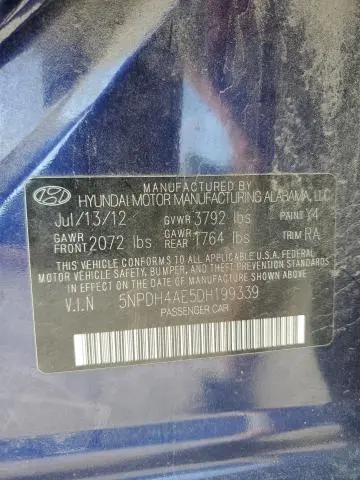 MANUFACTURED BY
HYUNDAI MOTOR MANUFACTURING ALABAMA, LLC
Jul/13/12 GVWR 3792 lbs PAINT Y4
GAWR FRONT 2072 lbs GAWR REAR 1764 lbs TRIM RA
THIS VEHICLE CONFORMS TO ALL APPLICABLE U.S.A. FEDERAL
MOTOR VEHICLE SAFETY, BUMPER, AND THEFT PREVENTION
STANDARDS IN EFFECT ON THE DATE OF MANUFACTURE SHOWN ABOVE.
V.I.N 5NPDH4AE5DH199339
PASSENGER CAR